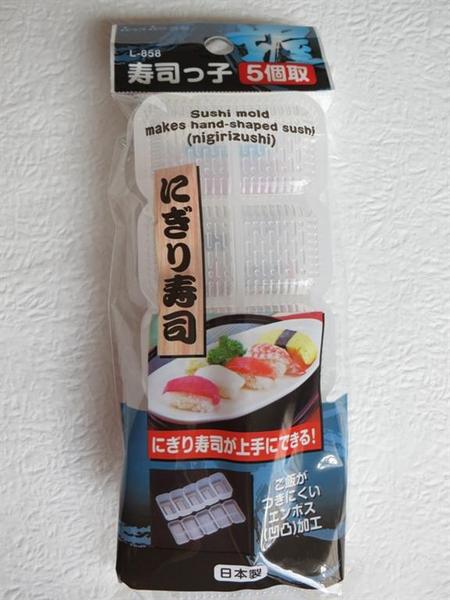 L-858
寿司っ子 5個取
Sushi mold
makes hand-shaped sushi
(nigirizushi)
にぎり寿司
にぎり寿司が上手にできる!
ご飯が
つきにくい
エンボス
(凹凸)加工
日本製